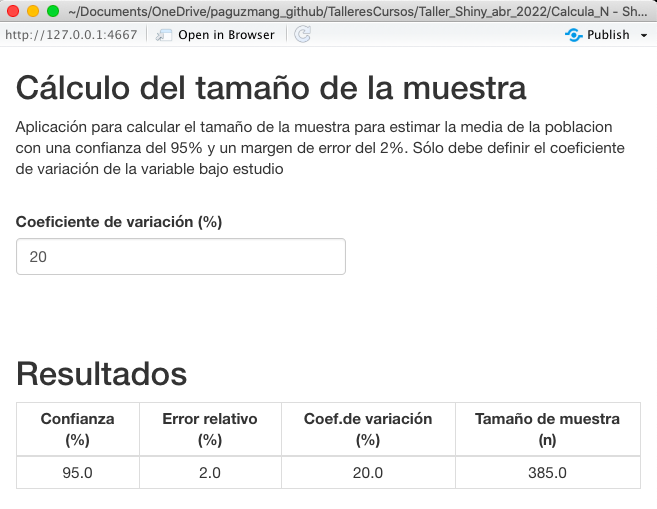 ~/Documents/OneDrive/paguzmang_github/TalleresCursos/Taller_Shiny_abr_2022/Calcula_N - Sh...
http://127.0.0.1:4667 Open in Browser Publish
Cálculo del tamaño de la muestra
Aplicación para calcular el tamaño de la muestra para estimar la media de la poblacion
con una confianza del 95% y un margen de error del 2%. Sólo debe definir el coeficiente
de variación de la variable bajo estudio
Coeficiente de variación (%)
20
Resultados
Confianza (%) Error relativo (%) Coef.de variación (%) Tamaño de muestra (n)
95.0 2.0 20.0 385.0